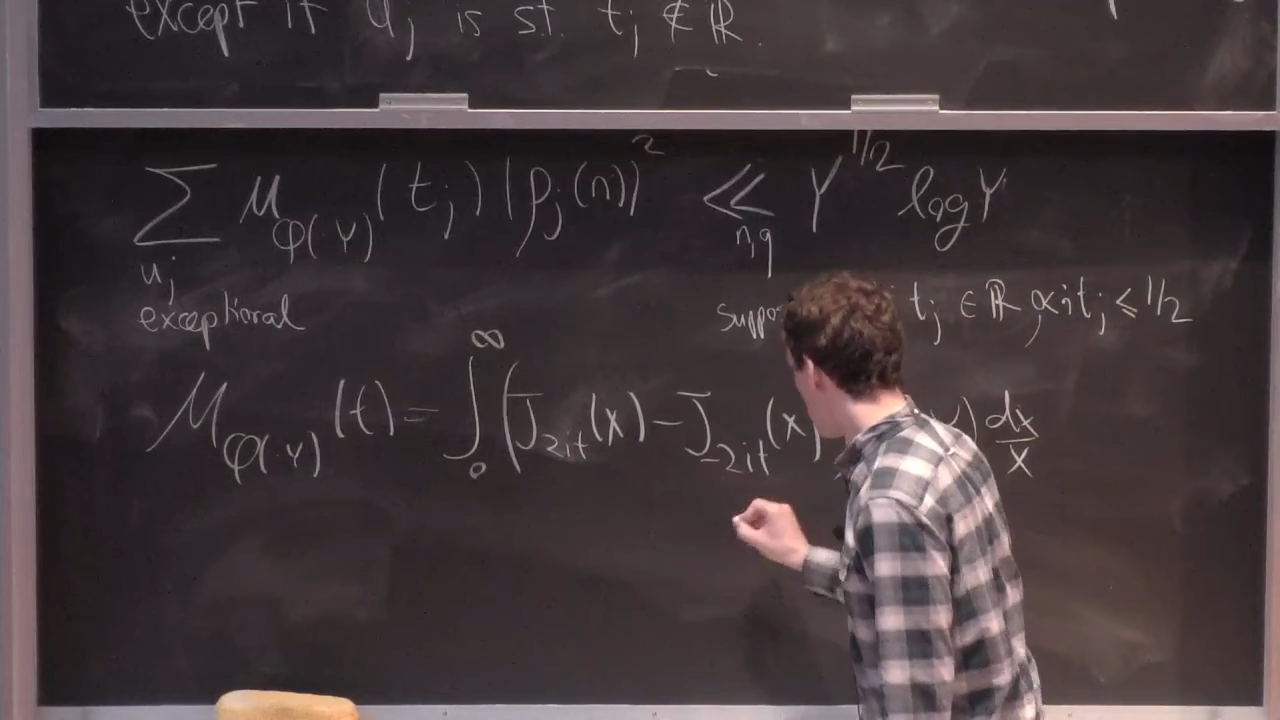 except if u_j is s.t. t_j ∉ ℝ.
∑_{u_j exceptional} M_{φ(·Y)}(t_j) |ρ_j(n)|^2 ≪_{n,q} Y^{1/2} log Y
t_j ∈ ℝ, it_j ≤ 1/2
M_{φ(·Y)}(t) = ∫_0^∞ (J_{2it}(x) - J_{-2it}(x) Y) dx/x